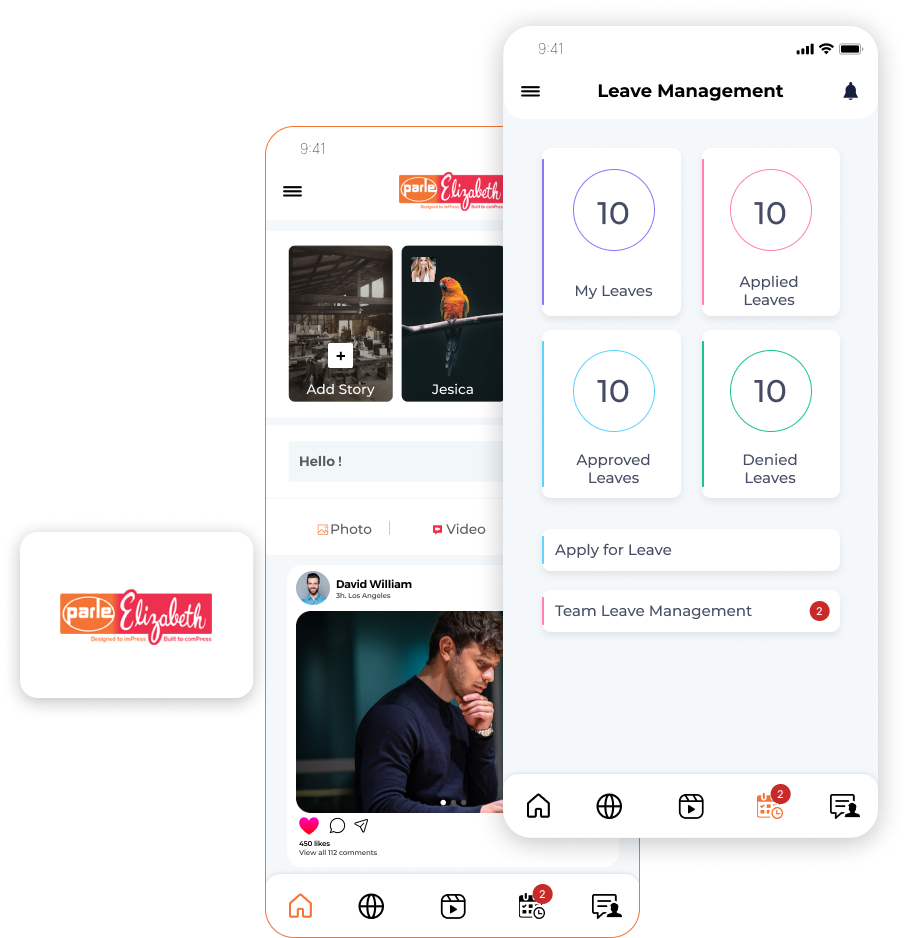 parle Elizabeth
Designed to imPress Built to comPress
9:41
parle Elizabeth
Designed to imPress Built to comPress
Add Story
Jesica
Hello !
Photo
Video
David William
3h. Los Angeles
450 likes
View all 112 comments
2
9:41
Leave Management
10
My Leaves
10
Applied
Leaves
10
Approved
Leaves
10
Denied
Leaves
Apply for Leave
Team Leave Management 2
2